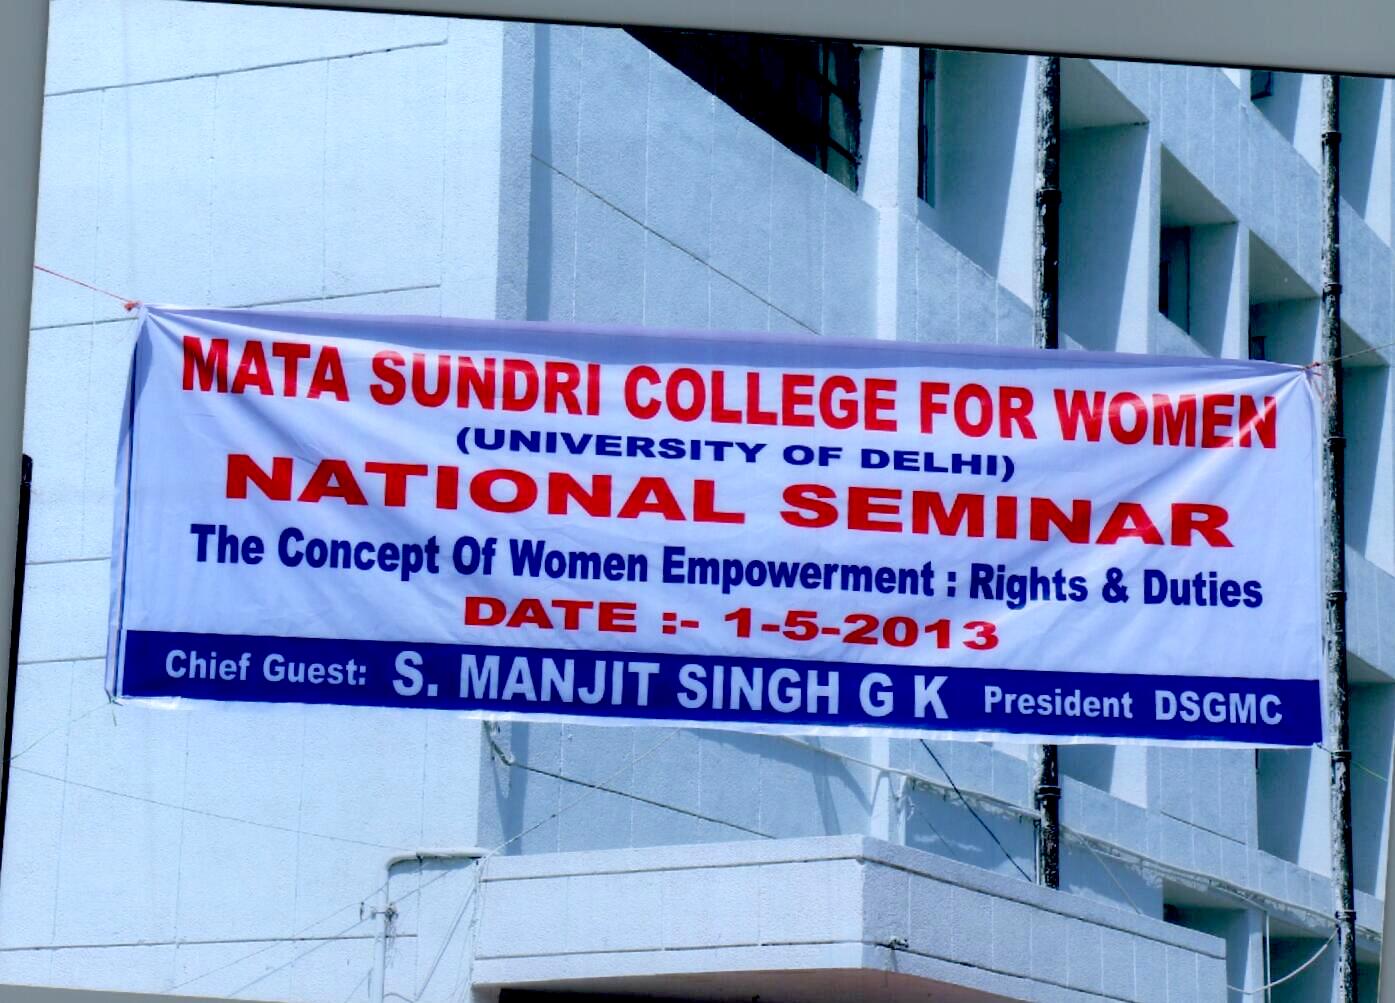 MATA SUNDRI COLLEGE FOR WOMEN
(UNIVERSITY OF DELHI)
NATIONAL SEMINAR
The Concept Of Women Empowerment : Rights & Duties
DATE :- 1-5-2013
Chief Guest: S. MANJIT SINGH G K President DSGMC